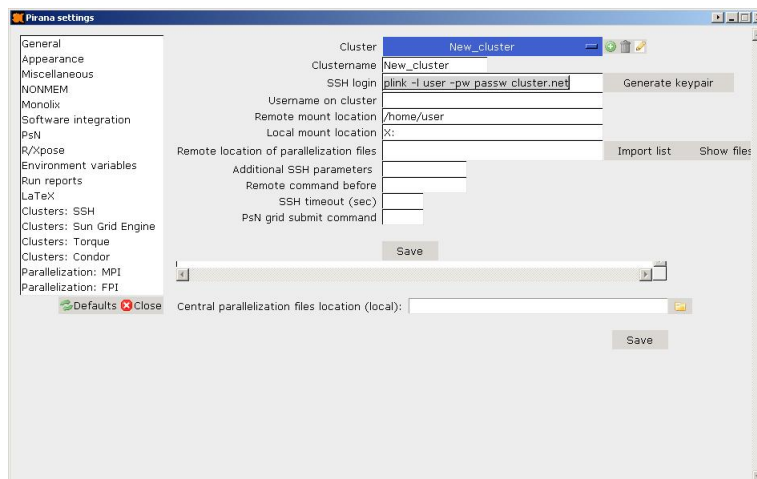 Pirana settings
General
Appearance
Miscellaneous
NONMEM
Monolix
Software integration
PsN
R/Xpose
Environment variables
Run reports
LaTeX
Clusters: SSH
Clusters: Sun Grid Engine
Clusters: Torque
Clusters: Condor
Parallelization: MPI
Parallelization: FPI
Defaults Close
Cluster New_cluster
Clustername New_cluster
SSH login plink -l user -pw passw cluster.net Generate keypair
Username on cluster
Remote mount location /home/user
Local mount location X:
Remote location of parallelization files Import list Show files
Additional SSH parameters
Remote command before
SSH timeout (sec)
PsN grid submit command
Save
Central parallelization files location (local):
Save